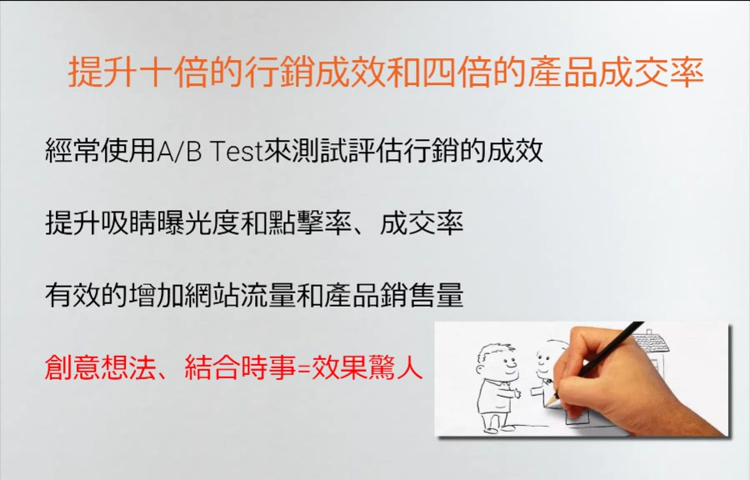 提升十倍的行銷成效和四倍的產品成交率
經常使用A/B Test來測試評估行銷的成效
提升吸睛曝光度和點擊率、成交率
有效的增加網站流量和產品銷售量
創意想法、結合時事=效果驚人